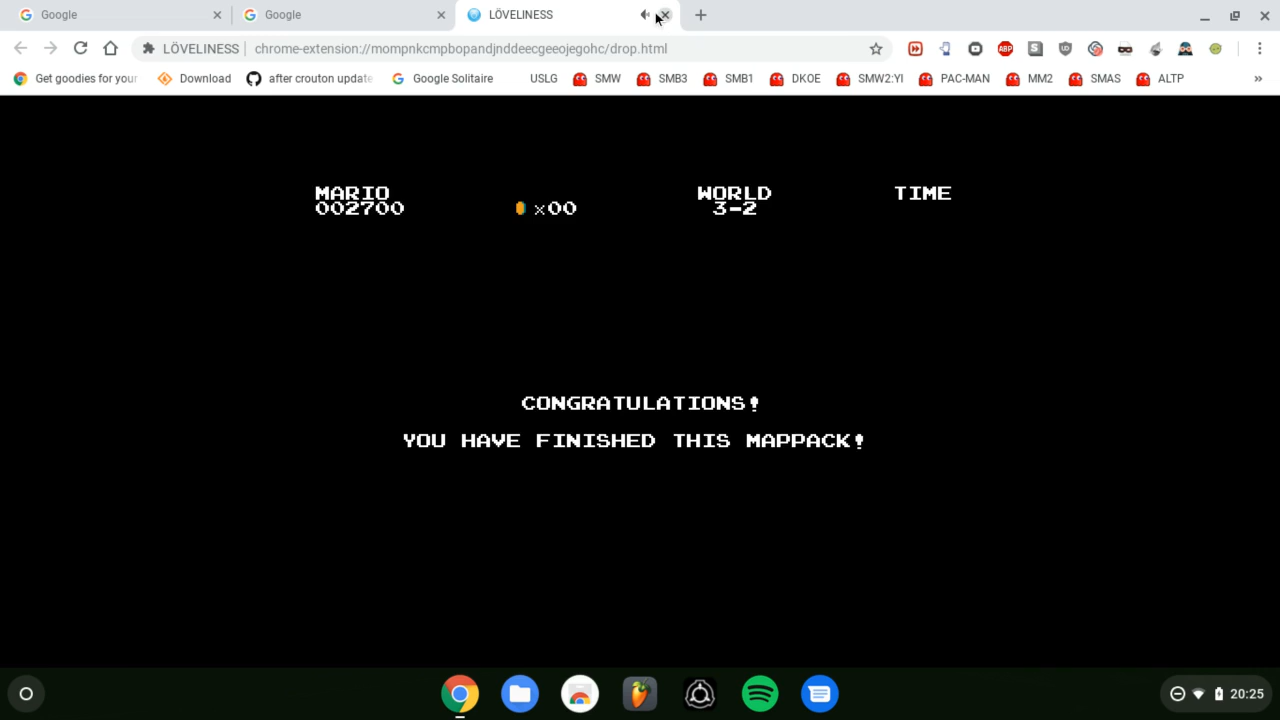 Google
Google
LÖVELINESS
LÖVELINESS
chrome-extension://mompnkcmpbopandjnddeecgeeojegohc/drop.html
ABP
Get goodies for your
Download
after crouton update
Google Solitaire
USLG
SMW
SMB3
SMB1
DKOE
SMW2:YI
PAC-MAN
MM2
SMAS
ALTP
MARIO
WORLD
TIME
002700
x00
3-2
CONGRATULATIONS!
YOU HAVE FINISHED THIS MAPPACK!
20:25